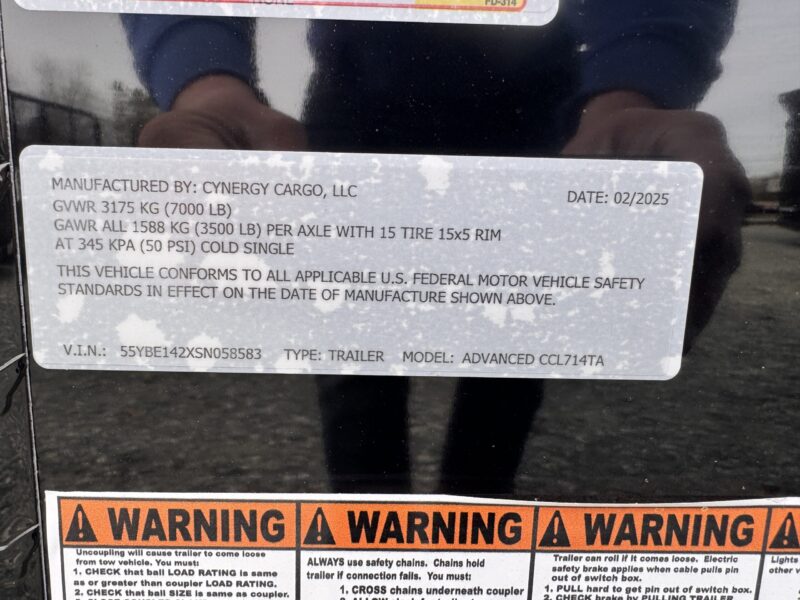 PD-314
MANUFACTURED BY: CYNERGY CARGO, LLC
DATE: 02/2025
GVWR 3175 KG (7000 LB)
GAWR ALL 1588 KG (3500 LB) PER AXLE WITH 15 TIRE 15x5 RIM
AT 345 KPA (50 PSI) COLD SINGLE
THIS VEHICLE CONFORMS TO ALL APPLICABLE U.S. FEDERAL MOTOR VEHICLE SAFETY
STANDARDS IN EFFECT ON THE DATE OF MANUFACTURE SHOWN ABOVE.
V.I.N.: 55YBE142XSN058583 TYPE: TRAILER MODEL: ADVANCED CCL714TA
WARNING
Uncoupling will cause trailer to come loose
from tow vehicle. You must:
1. CHECK that ball LOAD RATING is same
as or greater than coupler LOAD RATING.
2. CHECK that ball SIZE is same as coupler.
WARNING
ALWAYS use safety chains. Chains hold
trailer if connection fails. You must:
1. CROSS chains underneath coupler
WARNING
Trailer can roll if it comes loose. Electric
safety brake applies when cable pulls pin
out of switch box.
1. PULL hard to get pin out of switch box.
2. CHECK brake by PULLING TRAILER
Lights
other v